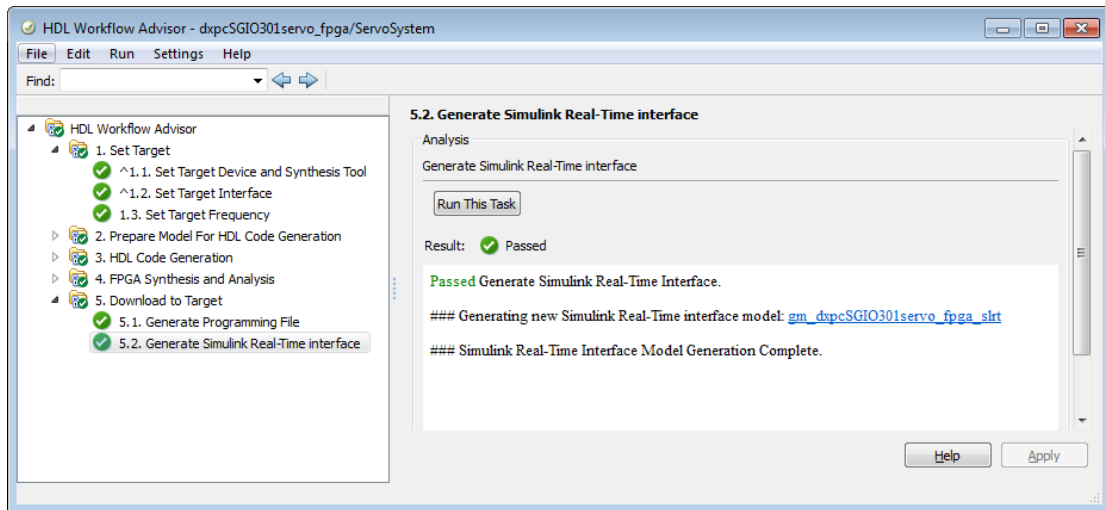 HDL Workflow Advisor - dxpcSGIO301servo_fpga/ServoSystem
File Edit Run Settings Help
Find:
HDL Workflow Advisor
1. Set Target
^1.1. Set Target Device and Synthesis Tool
^1.2. Set Target Interface
1.3. Set Target Frequency
2. Prepare Model For HDL Code Generation
3. HDL Code Generation
4. FPGA Synthesis and Analysis
5. Download to Target
5.1. Generate Programming File
5.2. Generate Simulink Real-Time interface
5.2. Generate Simulink Real-Time interface
Analysis
Generate Simulink Real-Time interface
Run This Task
Result: Passed
Passed Generate Simulink Real-Time Interface.
### Generating new Simulink Real-Time interface model: gm_dxpcSGIO301servo_fpga_slrt
### Simulink Real-Time Interface Model Generation Complete.
Help Apply